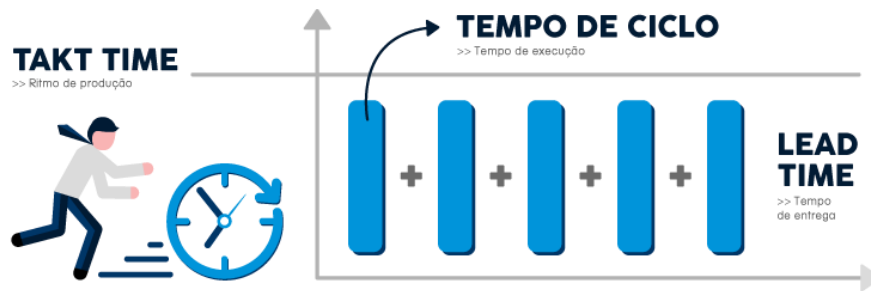 TAKT TIME
>> Ritmo de produção
TEMPO DE CICLO
>> Tempo de execução
LEAD
TIME
>> Tempo
de entrega